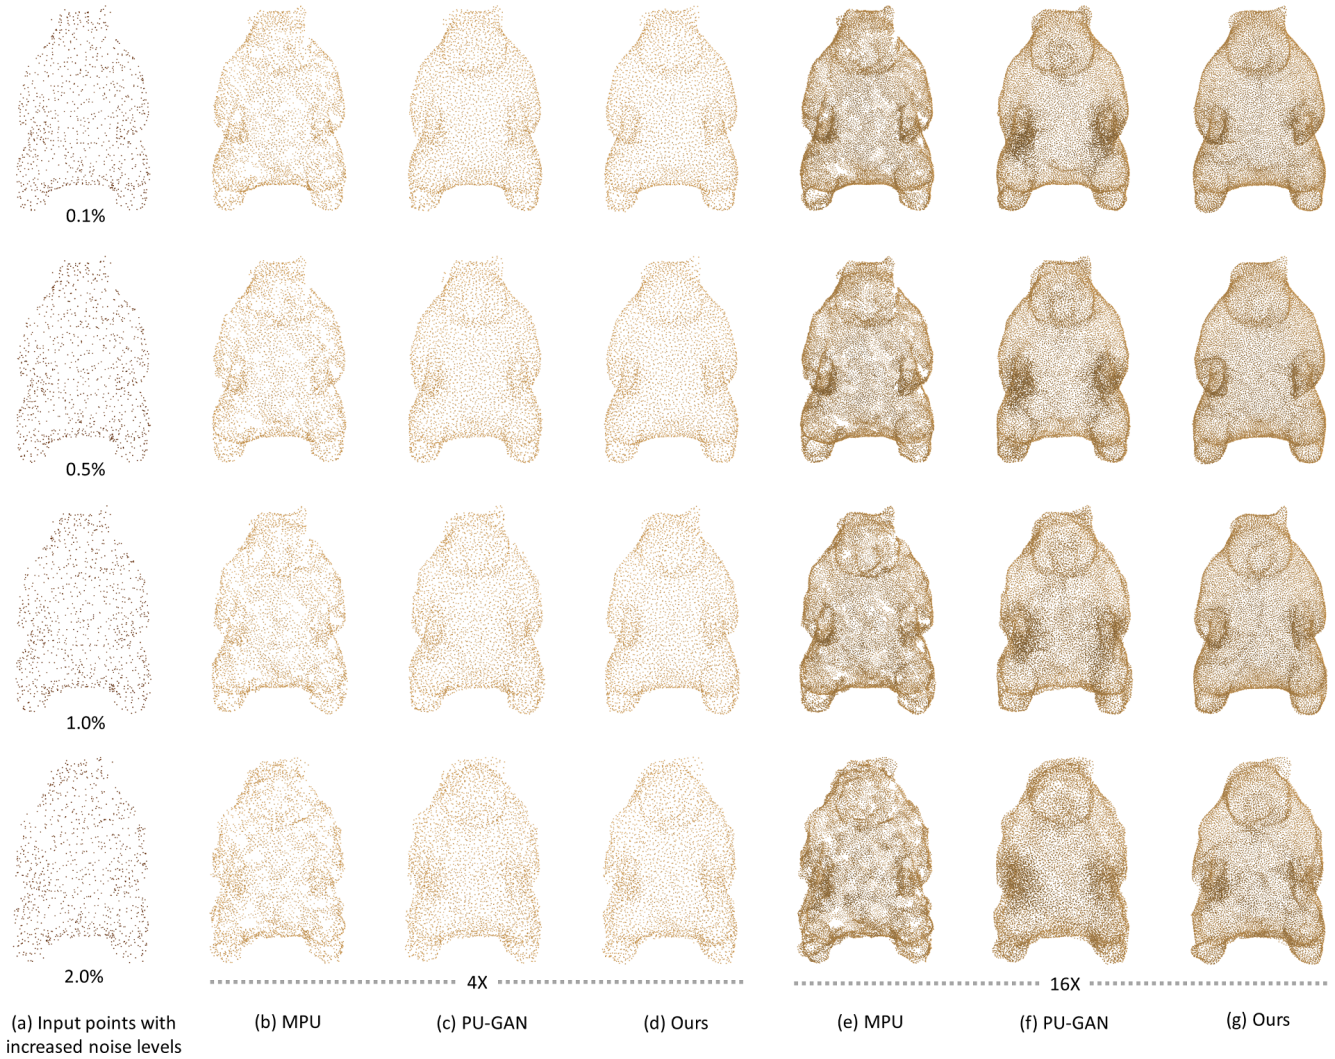 0.1%
0.5%
1.0%
2.0%
4X
16X
(a) Input points with
increased noise levels
(b) MPU
(c) PU-GAN
(d) Ours
(e) MPU
(f) PU-GAN
(g) Ours